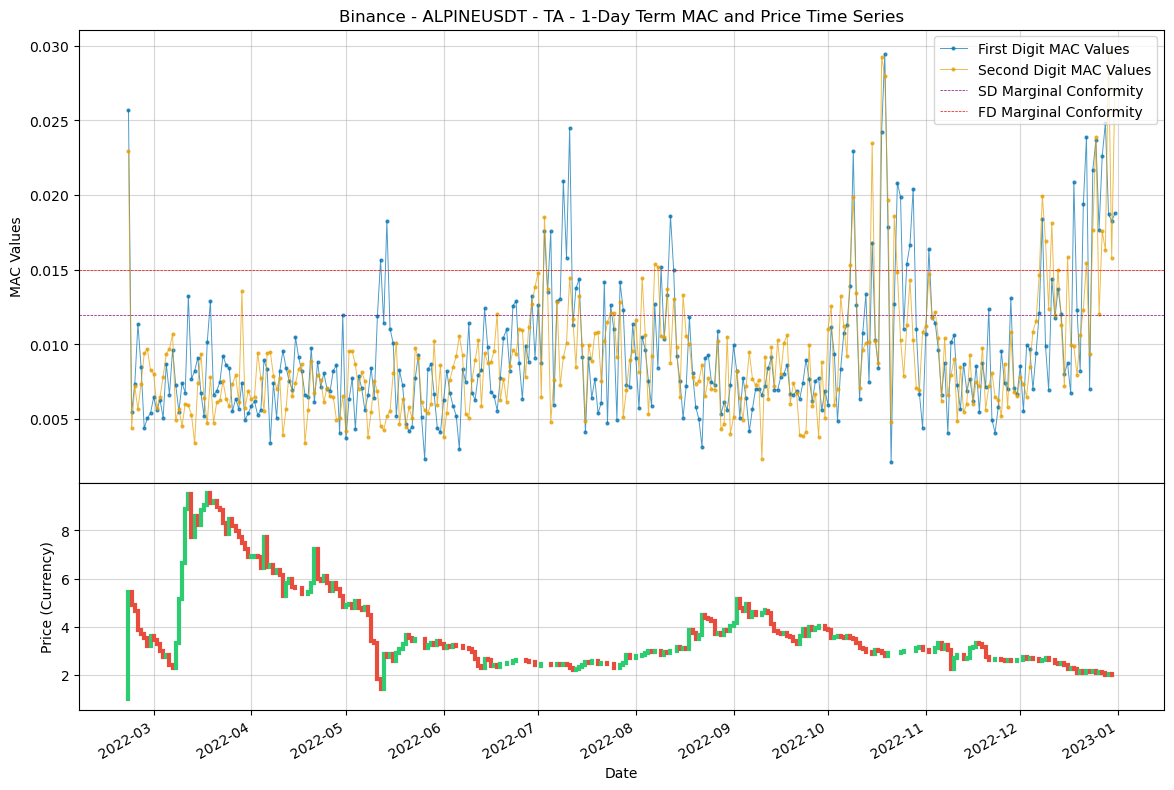 Binance - ALPINEUSDT - TA - 1-Day Term MAC and Price Time Series
First Digit MAC Values
Second Digit MAC Values
SD Marginal Conformity
FD Marginal Conformity
MAC Values
0.030
0.025
0.020
0.015
0.010
0.005
Price (Currency)
8
6
4
2
2022-03
2022-04
2022-05
2022-06
2022-07
2022-08
2022-09
2022-10
2022-11
2022-12
2023-01
Date